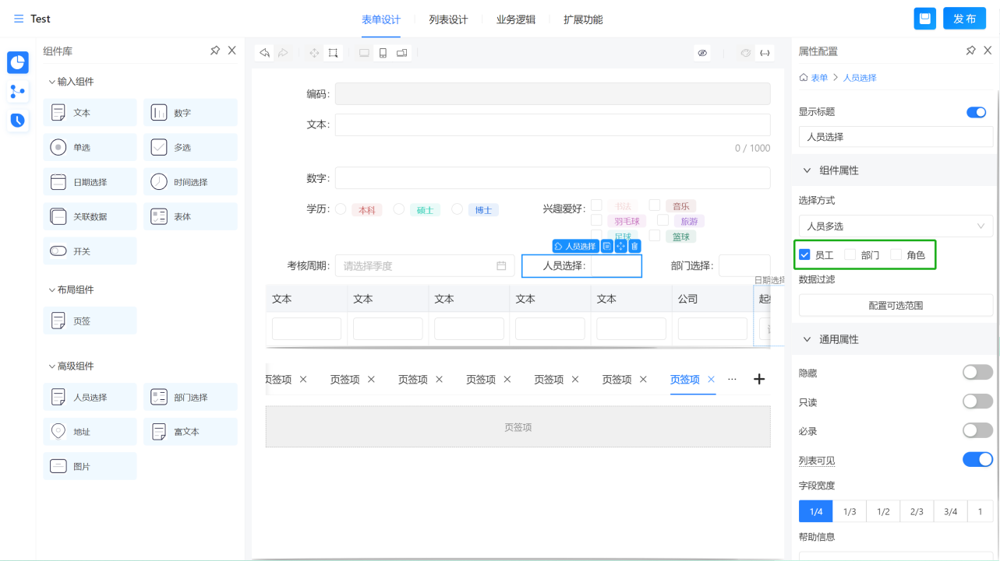 Test
表单设计
列表设计
业务逻辑
扩展功能
发布
组件库
输入组件
文本
数字
单选
多选
日期选择
时间选择
关联数据
表体
开关
布局组件
页签
高级组件
人员选择
部门选择
地址
富文本
图片
编码:
文本:
0 / 1000
数字:
学历:
本科
硕士
博士
兴趣爱好:
书法
音乐
羽毛球
旅游
足球
篮球
人员选择
考核周期:
请选择季度
人员选择:
部门选择:
日期选择
文本
文本
文本
文本
文本
公司
页签项
页签项
页签项
页签项
页签项
页签项
页签项
页签项
属性配置
表单 > 人员选择
显示标题
人员选择
组件属性
选择方式
人员多选
员工
部门
角色
数据过滤
配置可选范围
通用属性
隐藏
只读
必录
列表可见
字段宽度
1/4
1/3
1/2
2/3
3/4
1
帮助信息